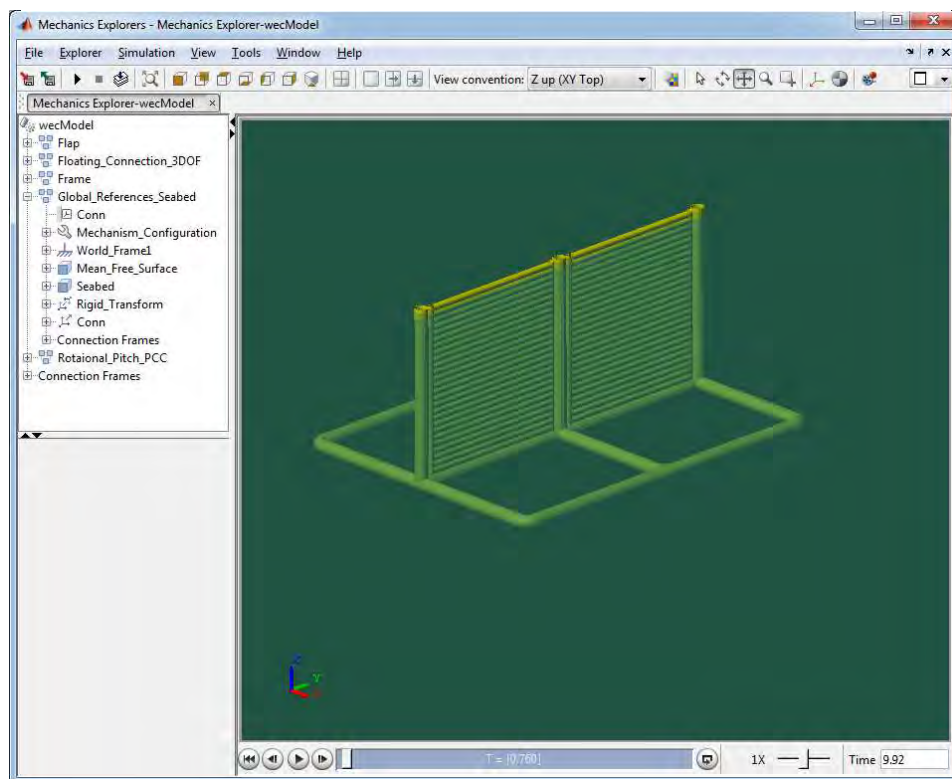 Mechanics Explorers - Mechanics Explorer-wecModel
File Explorer Simulation View Tools Window Help
View convention: Z up (XY Top)
Mechanics Explorer-wecModel
wecModel
Flap
Floating_Connection_3DOF
Frame
Global_References_Seabed
Conn
Mechanism_Configuration
World_Frame1
Mean_Free_Surface
Seabed
Rigid_Transform
Conn
Connection Frames
Rotaional_Pitch_PCC
Connection Frames
Z
Y
X
T = [0,760]
1X
Time 9.92